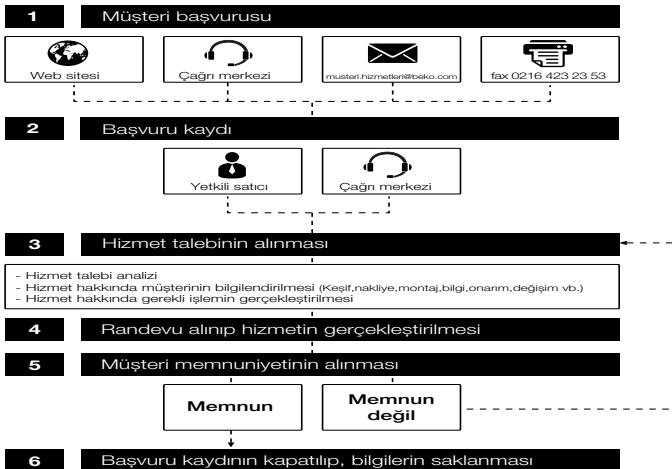 1 Müşteri başvurusu
Web sitesi
Çağrı merkezi
musteri.hizmetleri@beko.com
fax 0216 423 23 53
2 Başvuru kaydı
Yetkili satıcı
Çağrı merkezi
3 Hizmet talebinin alınması
- Hizmet talebi analizi
- Hizmet hakkında müşterinin bilgilendirilmesi (Keşif,nakliye,montaj,bilgi,onarım,değişim vb.)
- Hizmet hakkında gerekli işlemin gerçekleştirilmesi
4 Randevu alınıp hizmetin gerçekleştirilmesi
5 Müşteri memnuniyetinin alınması
Memnun
Memnun
değil
6 Başvuru kaydının kapatılıp, bilgilerin saklanması